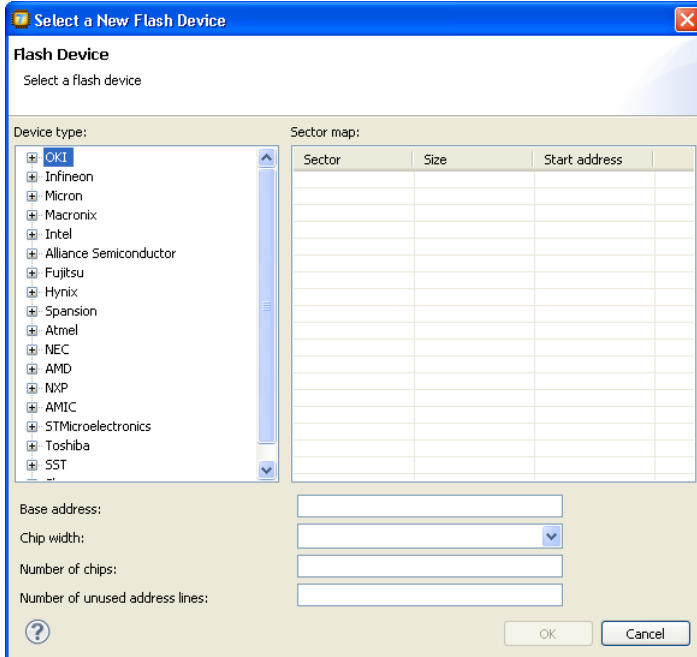 Select a New Flash Device
Flash Device
Select a flash device
Device type:
Sector map:
OKI
Infineon
Micron
Macronix
Intel
Alliance Semiconductor
Fujitsu
Hynix
Spansion
Atmel
NEC
AMD
NXP
AMIC
STMicroelectronics
Toshiba
SST
Sector Size Start address
Base address:
Chip width:
Number of chips:
Number of unused address lines:
OK Cancel